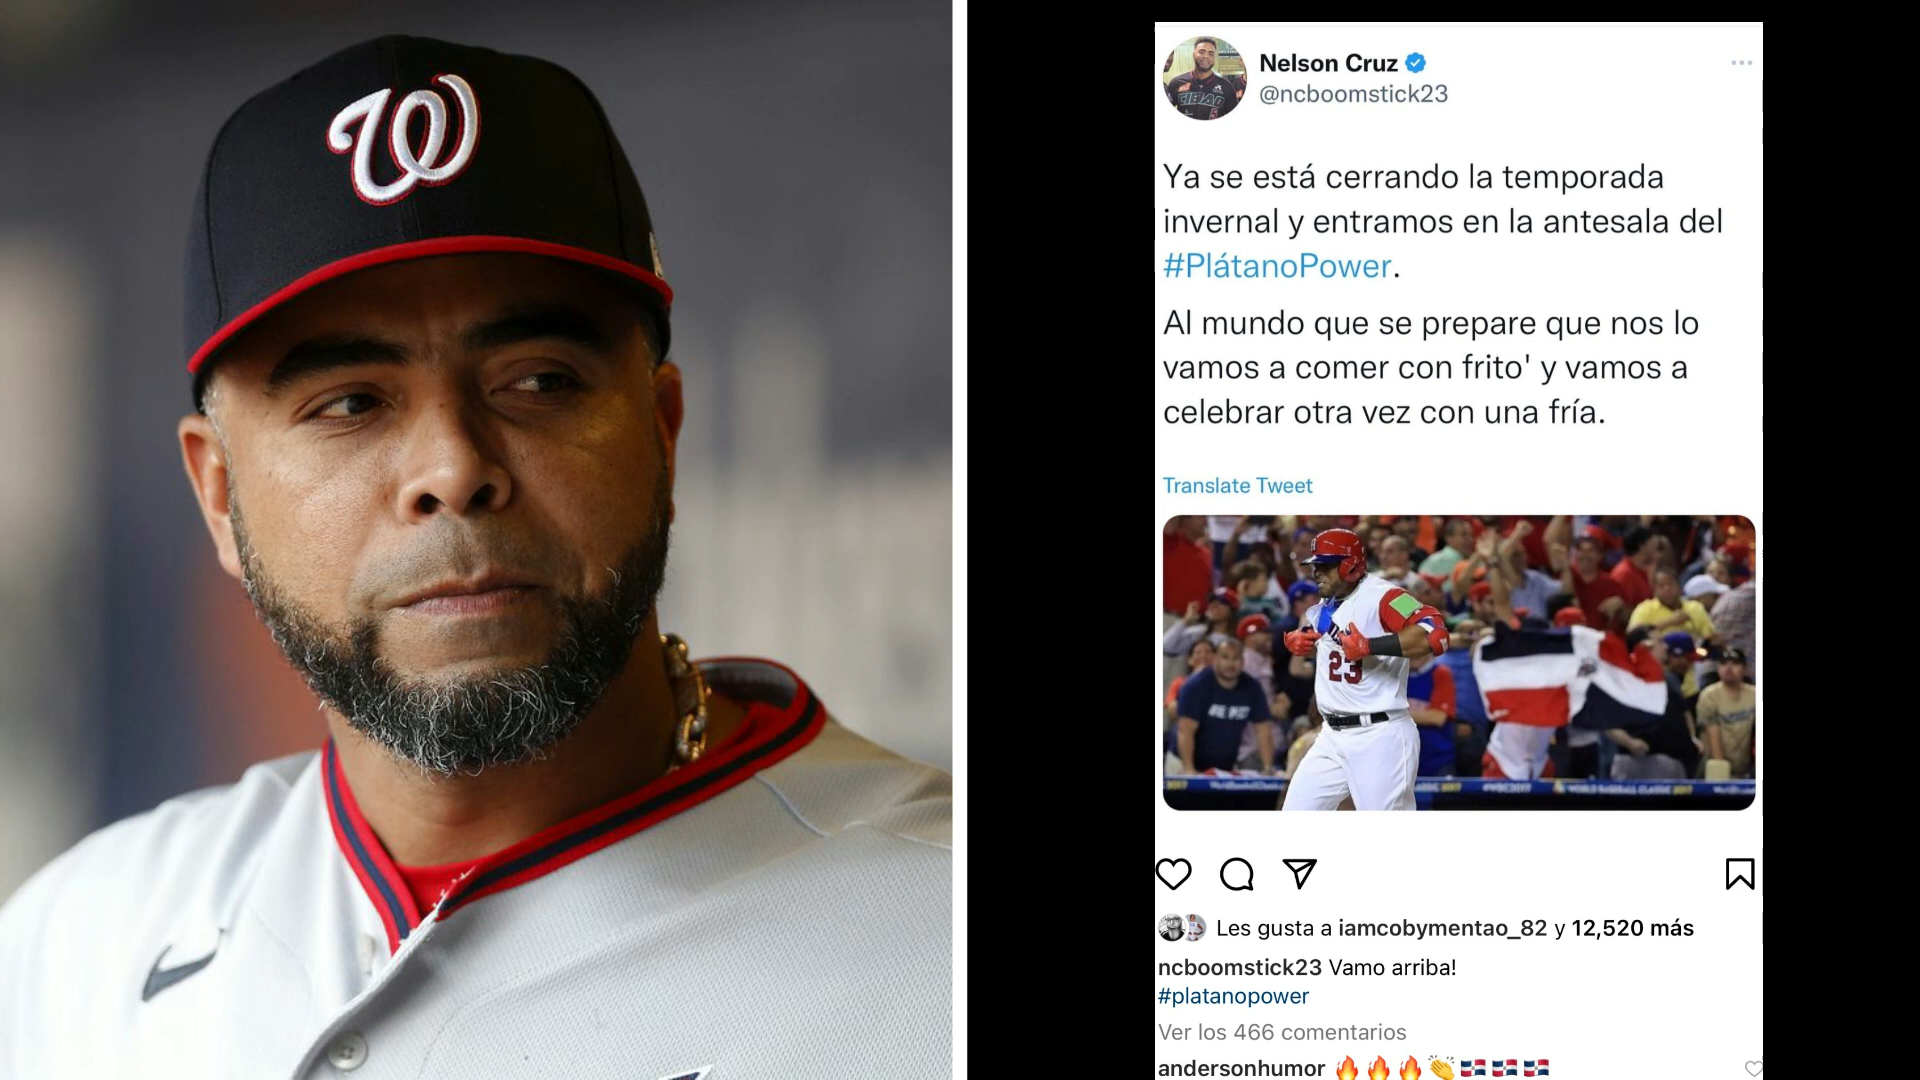 W
Nelson Cruz
@ncboomstick23
CIBAO
Ya se está cerrando la temporada
invernal y entramos en la antesala del
#PlátanoPower.
Al mundo que se prepare que nos lo
vamos a comer con frito' y vamos a
celebrar otra vez con una fría.
Translate Tweet
23
Les gusta a iamcobymentao_82 y 12,520 más
ncboomstick23 Vamo arriba!
#platanopower
Ver los 466 comentarios
andersonhumor 🔥🔥🔥👏🇩🇴🇩🇴🇩🇴